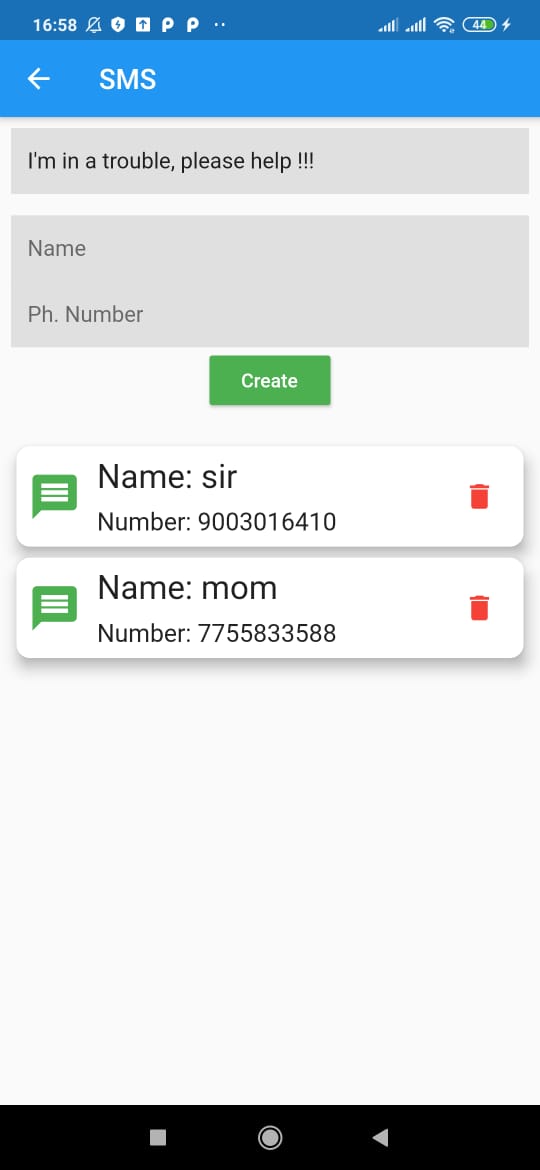 16:58
44
SMS
I'm in a trouble, please help !!!
Name
Ph. Number
Create
Name: sir
Number: 9003016410
Name: mom
Number: 7755833588